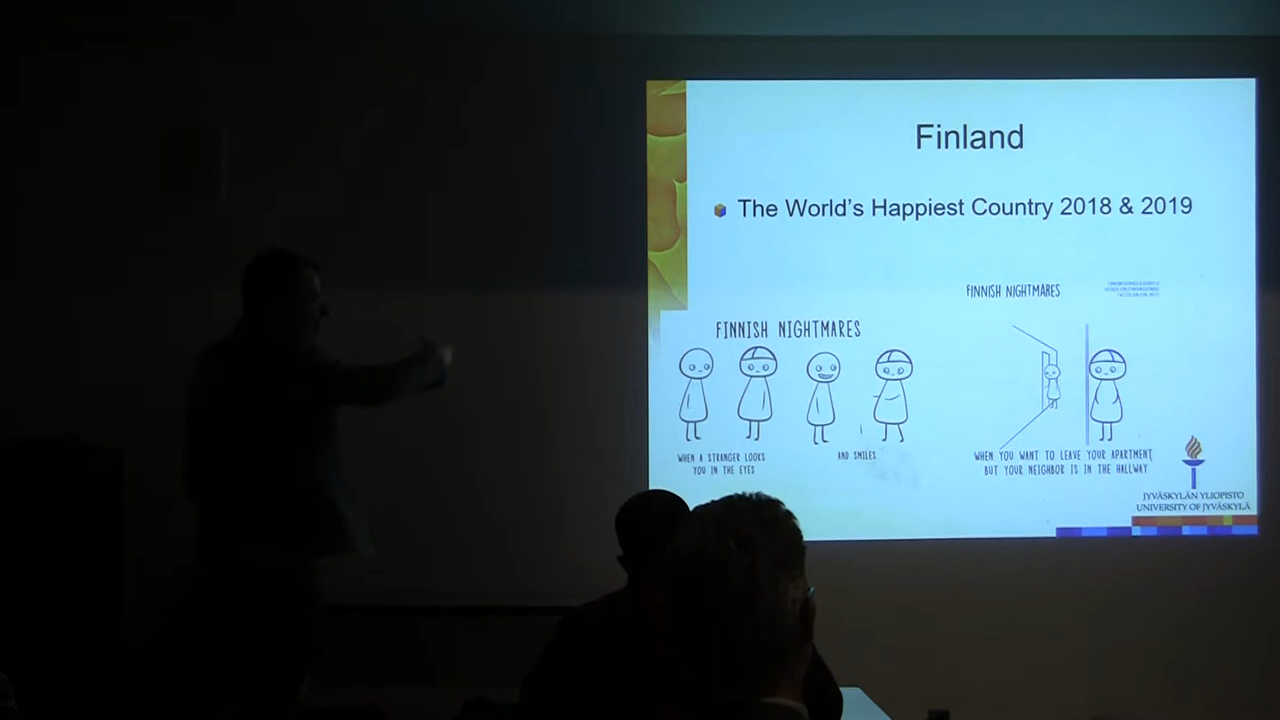 Finland
The World's Happiest Country 2018 & 2019
FINNISH NIGHTMARES
WHEN A STRANGER LOOKS
YOU IN THE EYES
AND SMILES
FINNISH NIGHTMARES
WHEN YOU WANT TO LEAVE YOUR APARTMENT
BUT YOUR NEIGHBOR IS IN THE HALLWAY
JYVÄSKYLÄN YLIOPISTO
UNIVERSITY OF JYVÄSKYLÄ